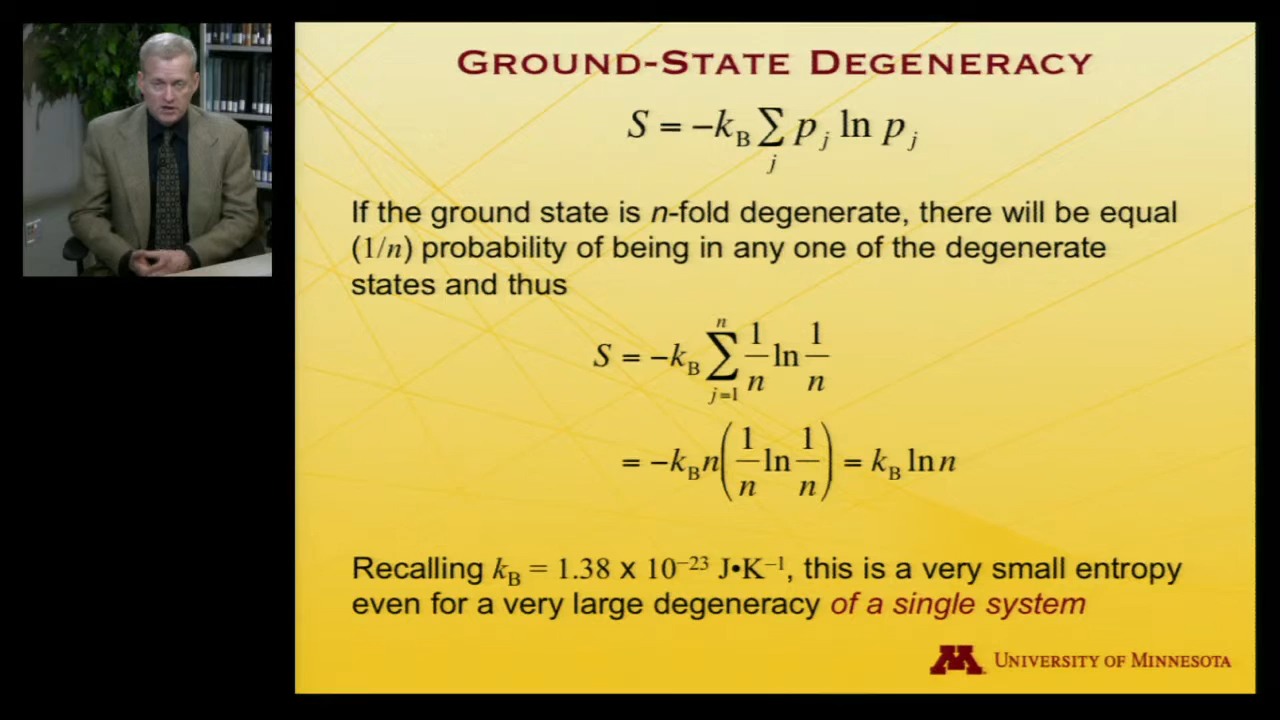 GROUND-STATE DEGENERACY
S = −k_B ∑_j p_j ln p_j
If the ground state is n-fold degenerate, there will be equal
(1/n) probability of being in any one of the degenerate
states and thus
S = −k_B ∑_{j=1}^{n} 1/n ln 1/n
= −k_B n(1/n ln 1/n) = k_B ln n
Recalling k_B = 1.38 x 10⁻²³ J•K⁻¹, this is a very small entropy
even for a very large degeneracy of a single system
M UNIVERSITY OF MINNESOTA